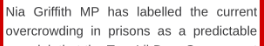 Nia Griffith MP has labelled the current
overcrowding in prisons as a predictable